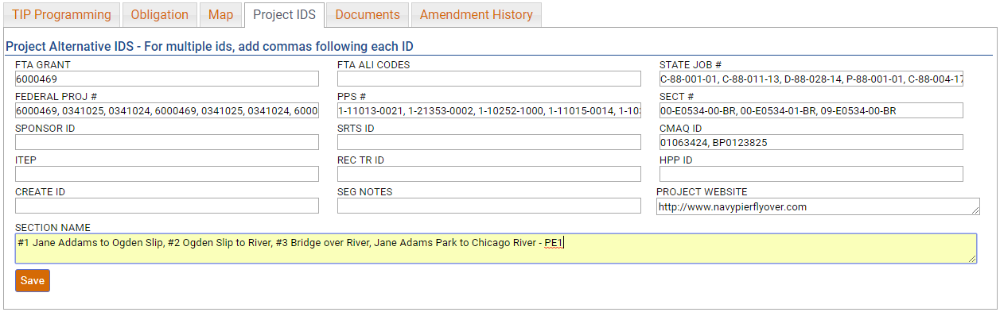 TIP Programming Obligation Map Project IDS Documents Amendment History
Project Alternative IDS - For multiple ids, add commas following each ID
FTA GRANT FTA ALI CODES STATE JOB #
6000469 C-88-001-01, C-88-011-13, D-88-028-14, P-88-001-01, C-88-004-17
FEDERAL PROJ # PPS # SECT #
6000469, 0341025, 0341024, 6000469, 0341025, 0341024, 6000 1-11013-0021, 1-21353-0002, 1-10252-1000, 1-11015-0014, 1-10 00-E0534-00-BR, 00-E0534-01-BR, 09-E0534-00-BR
SPONSOR ID SRTS ID CMAQ ID
01063424, BP0123825
ITEP REC TR ID HPP ID
CREATE ID SEG NOTES PROJECT WEBSITE
http://www.navypierflyover.com
SECTION NAME
#1 Jane Addams to Ogden Slip, #2 Ogden Slip to River, #3 Bridge over River, Jane Adams Park to Chicago River - PE1
Save